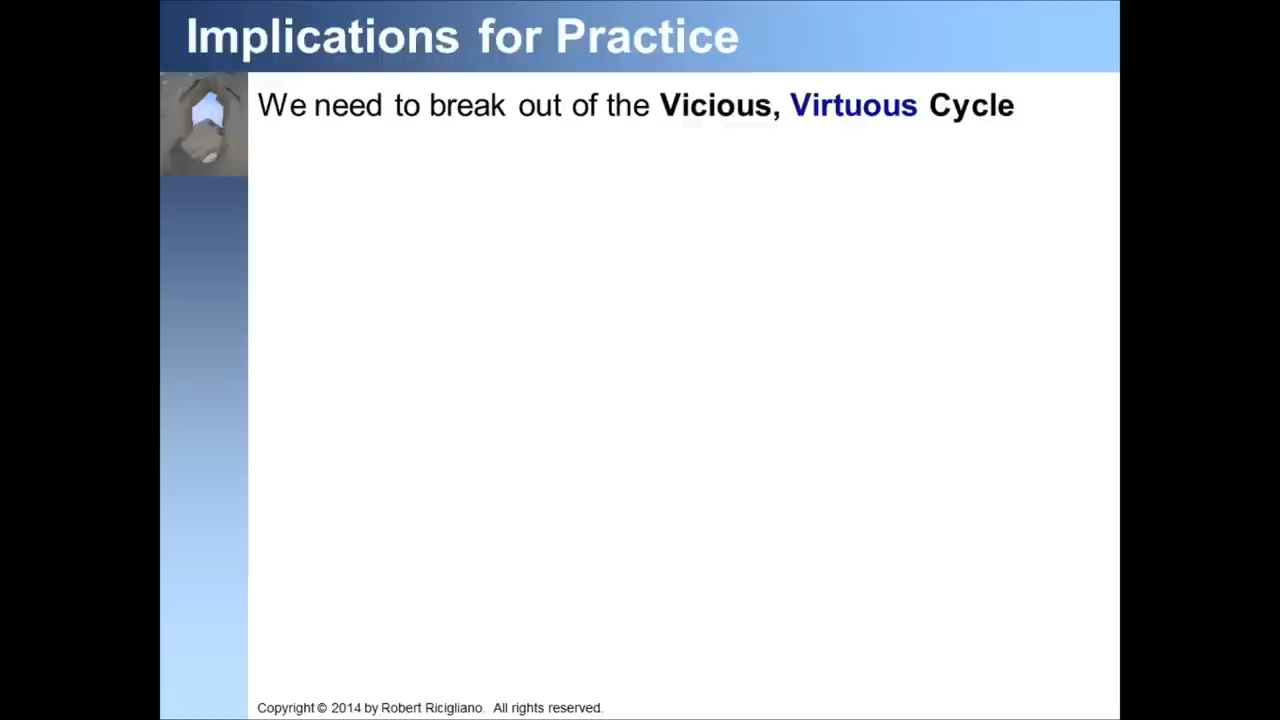 Implications for Practice
We need to break out of the Vicious, Virtuous Cycle
Copyright © 2014 by Robert Ricigliano. All rights reserved.